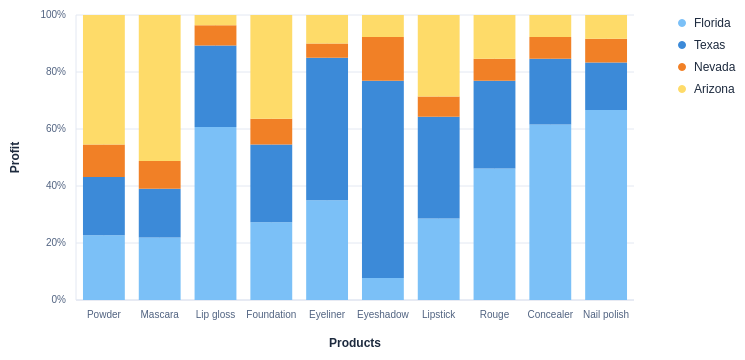 100%
80%
60%
40%
20%
0%
Profit
Powder Mascara Lip gloss Foundation Eyeliner Eyeshadow Lipstick Rouge Concealer Nail polish
Products
Florida
Texas
Nevada
Arizona